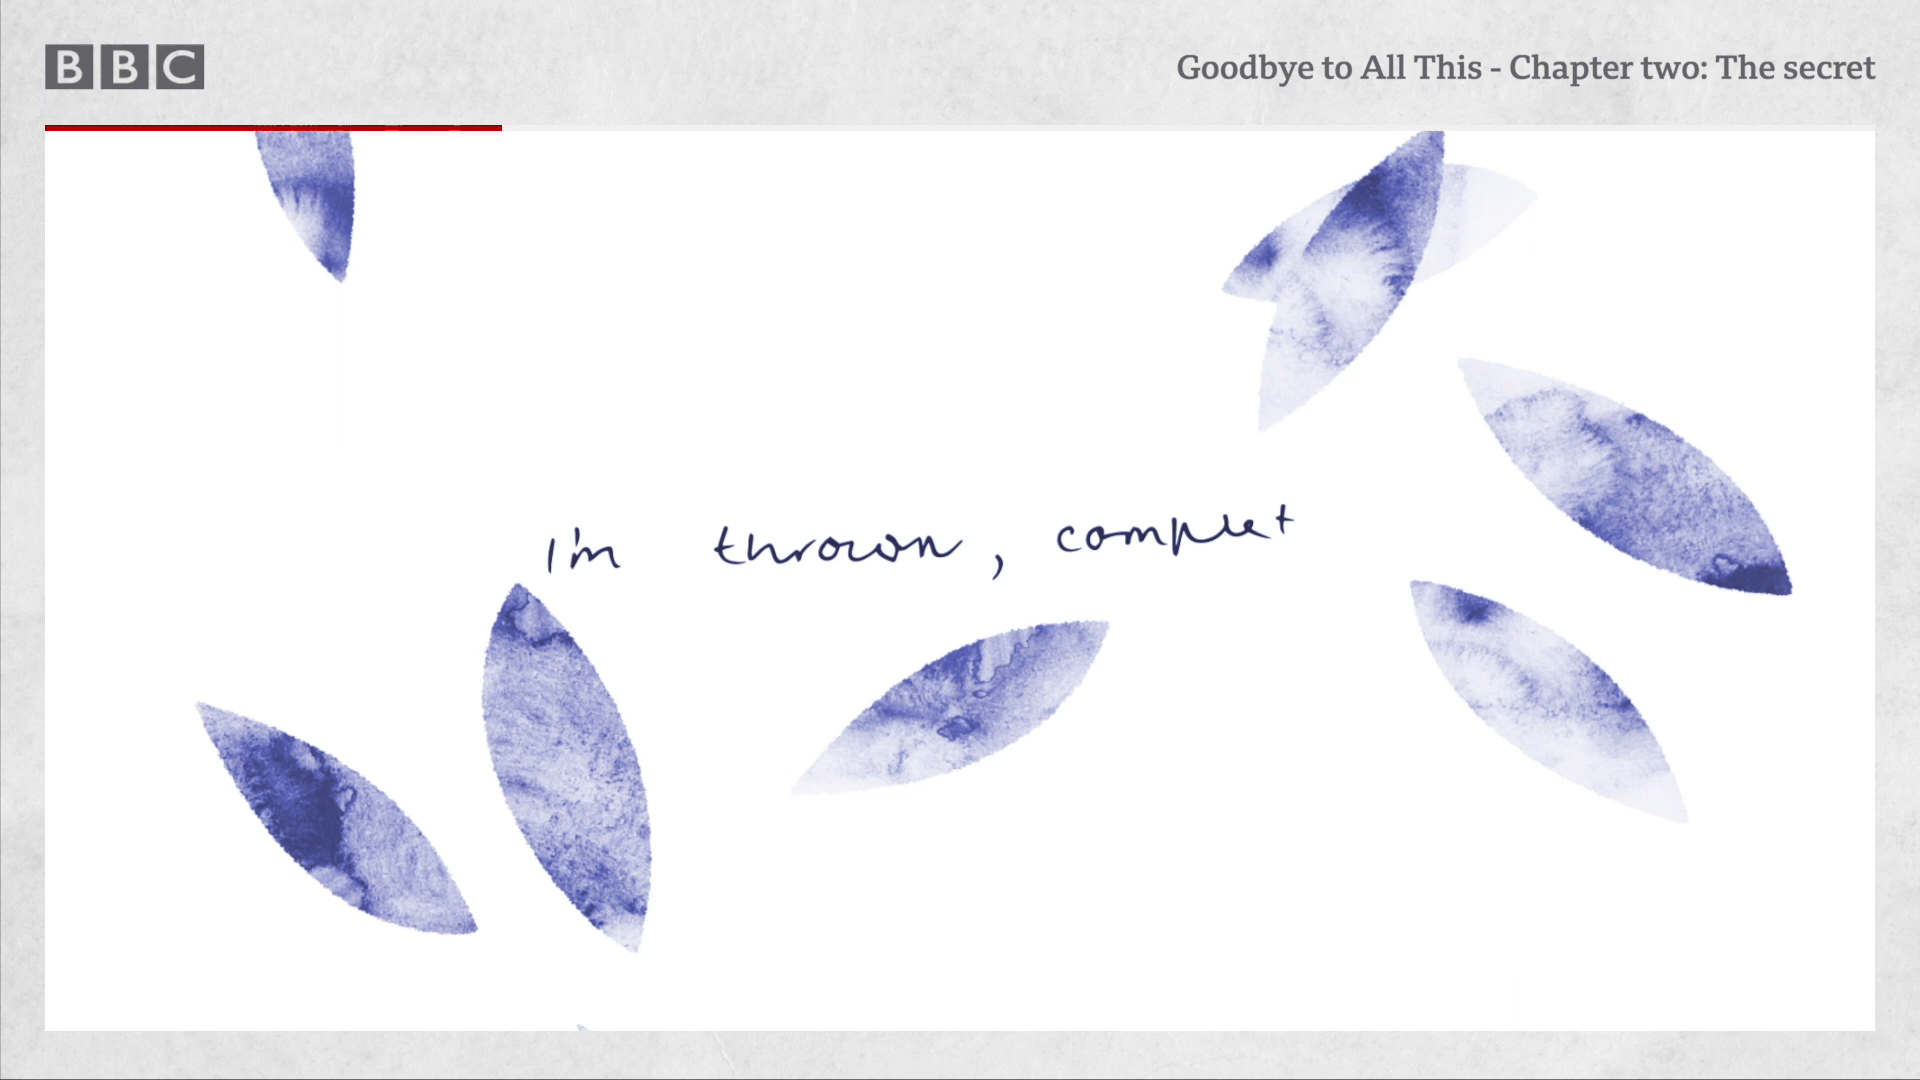 BBC
Goodbye to All This - Chapter two: The secret
I'm thrown, complet